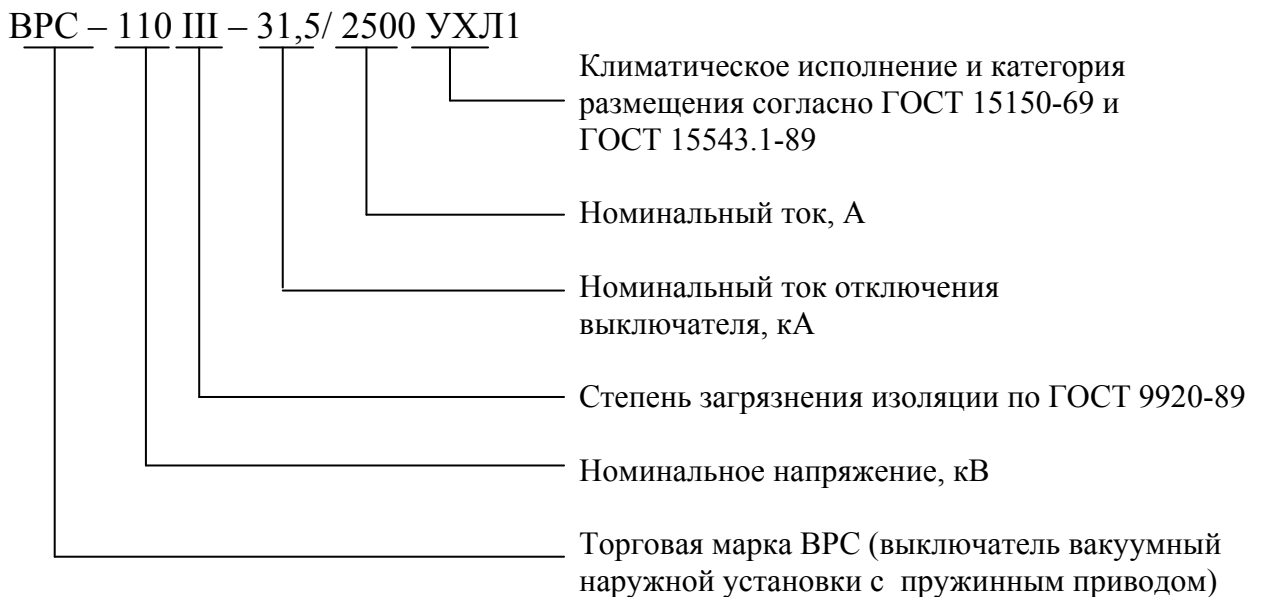 ВРС – 110 III – 31,5/ 2500 УХЛ1
Климатическое исполнение и категория
размещения согласно ГОСТ 15150-69 и
ГОСТ 15543.1-89
Номинальный ток, А
Номинальный ток отключения
выключателя, кА
Степень загрязнения изоляции по ГОСТ 9920-89
Номинальное напряжение, кВ
Торговая марка ВРС (выключатель вакуумный
наружной установки с пружинным приводом)